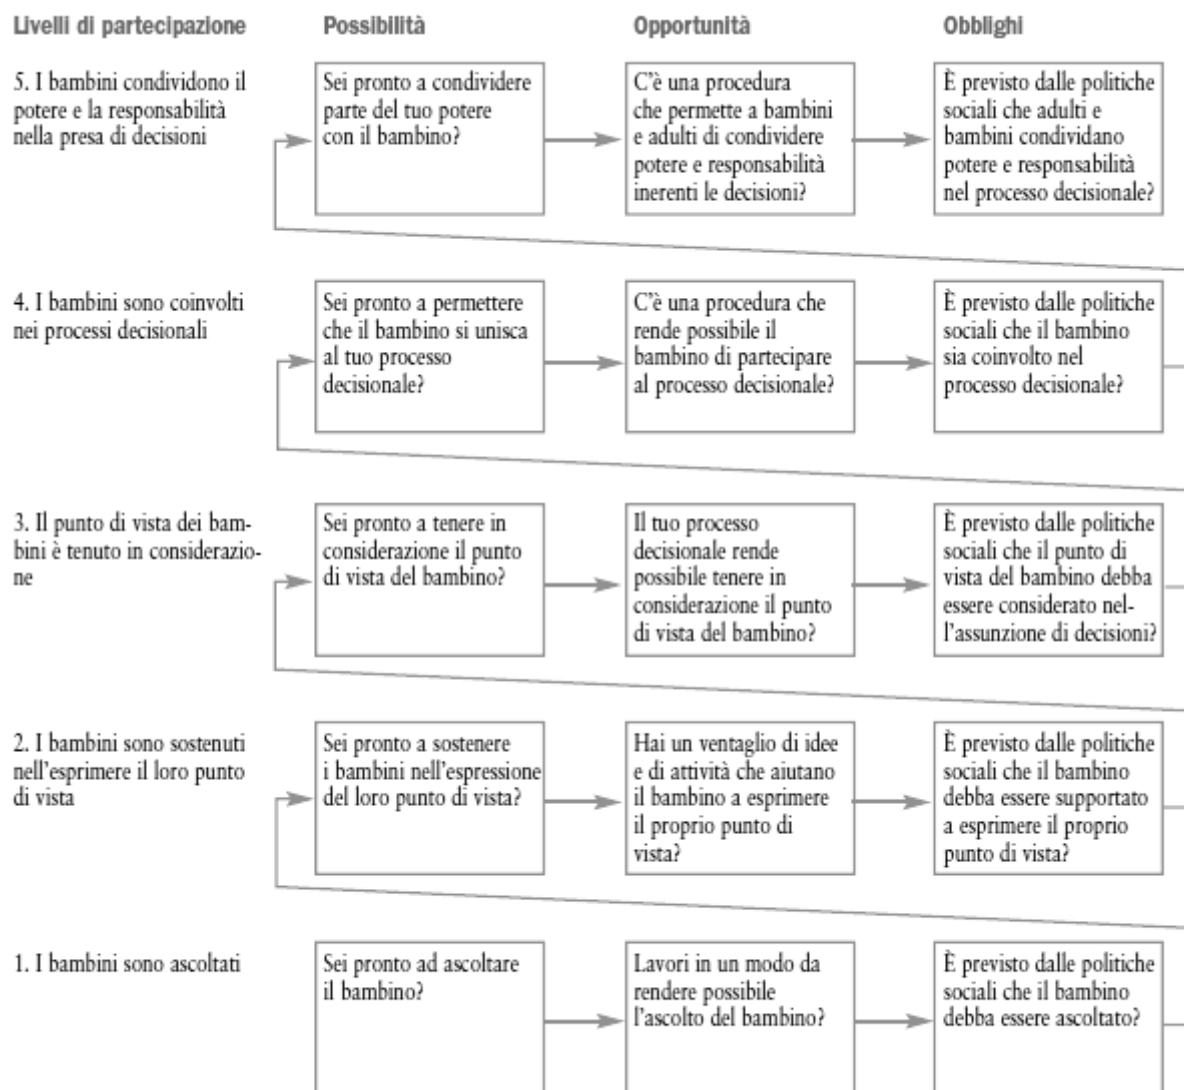 Livelli di partecipazione
Possibilità
Opportunità
Obblighi
5. I bambini condividono il
potere e la responsabilità
nella presa di decisioni
Sei pronto a condividere
parte del tuo potere
con il bambino?
C'è una procedura
che permette a bambini
e adulti di condividere
potere e responsabilità
inerenti le decisioni?
È previsto dalle politiche
sociali che adulti e
bambini condividano
potere e responsabilità
nel processo decisionale?
4. I bambini sono coinvolti
nei processi decisionali
Sei pronto a permettere
che il bambino si unisca
al tuo processo
decisionale?
C'è una procedura che
rende possibile il
bambino di partecipare
al processo decisionale?
È previsto dalle politiche
sociali che il bambino
sia coinvolto nel
processo decisionale?
3. Il punto di vista dei bam-
bini è tenuto in considerazio-
ne
Sei pronto a tenere in
considerazione il punto
di vista del bambino?
Il tuo processo
decisionale rende
possibile tenere in
considerazione il punto
di vista del bambino?
È previsto dalle politiche
sociali che il punto di
vista del bambino debba
essere considerato nel-
l'assunzione di decisioni?
2. I bambini sono sostenuti
nell'esprimere il loro punto
di vista
Sei pronto a sostenere
i bambini nell'espressione
del loro punto di vista?
Hai un ventaglio di idee
e di attività che aiutano
il bambino a esprimere
il proprio punto di
vista?
È previsto dalle politiche
sociali che il bambino
debba essere supportato
a esprimere il proprio
punto di vista?
1. I bambini sono ascoltati
Sei pronto ad ascoltare
il bambino?
Lavori in un modo da
rendere possibile
l'ascolto del bambino?
È previsto dalle politiche
sociali che il bambino
debba essere ascoltato?